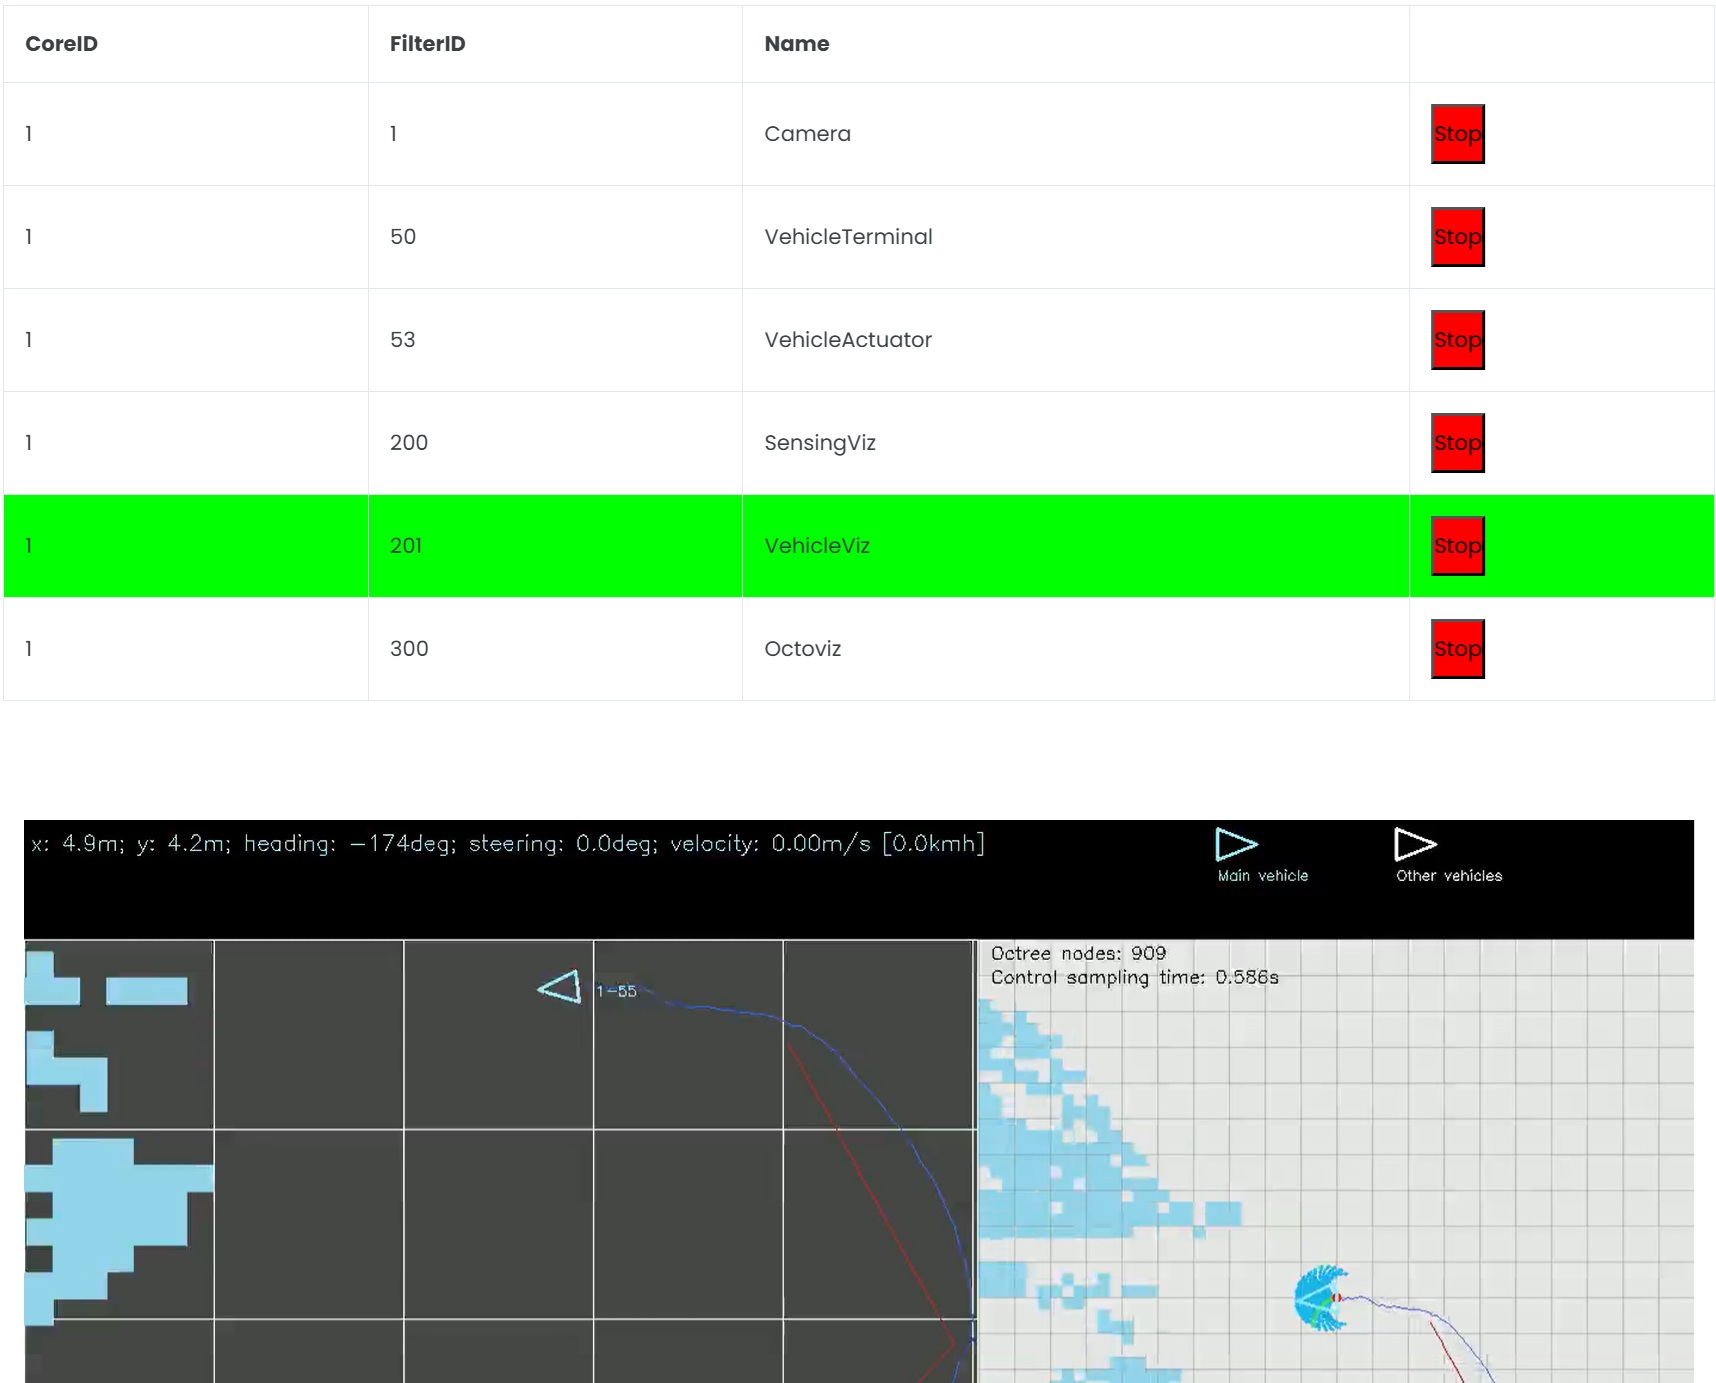 CoreID FilterID Name
1 1 Camera Stop
1 50 VehicleTerminal Stop
1 53 VehicleActuator Stop
1 200 SensingViz Stop
1 201 VehicleViz Stop
1 300 Octoviz Stop
x: 4.9m; y: 4.2m; heading: −174deg; steering: 0.0deg; velocity: 0.00m/s [0.0kmh]
Main vehicle Other vehicles
Octree nodes: 909
Control sampling time: 0.586s
1−55